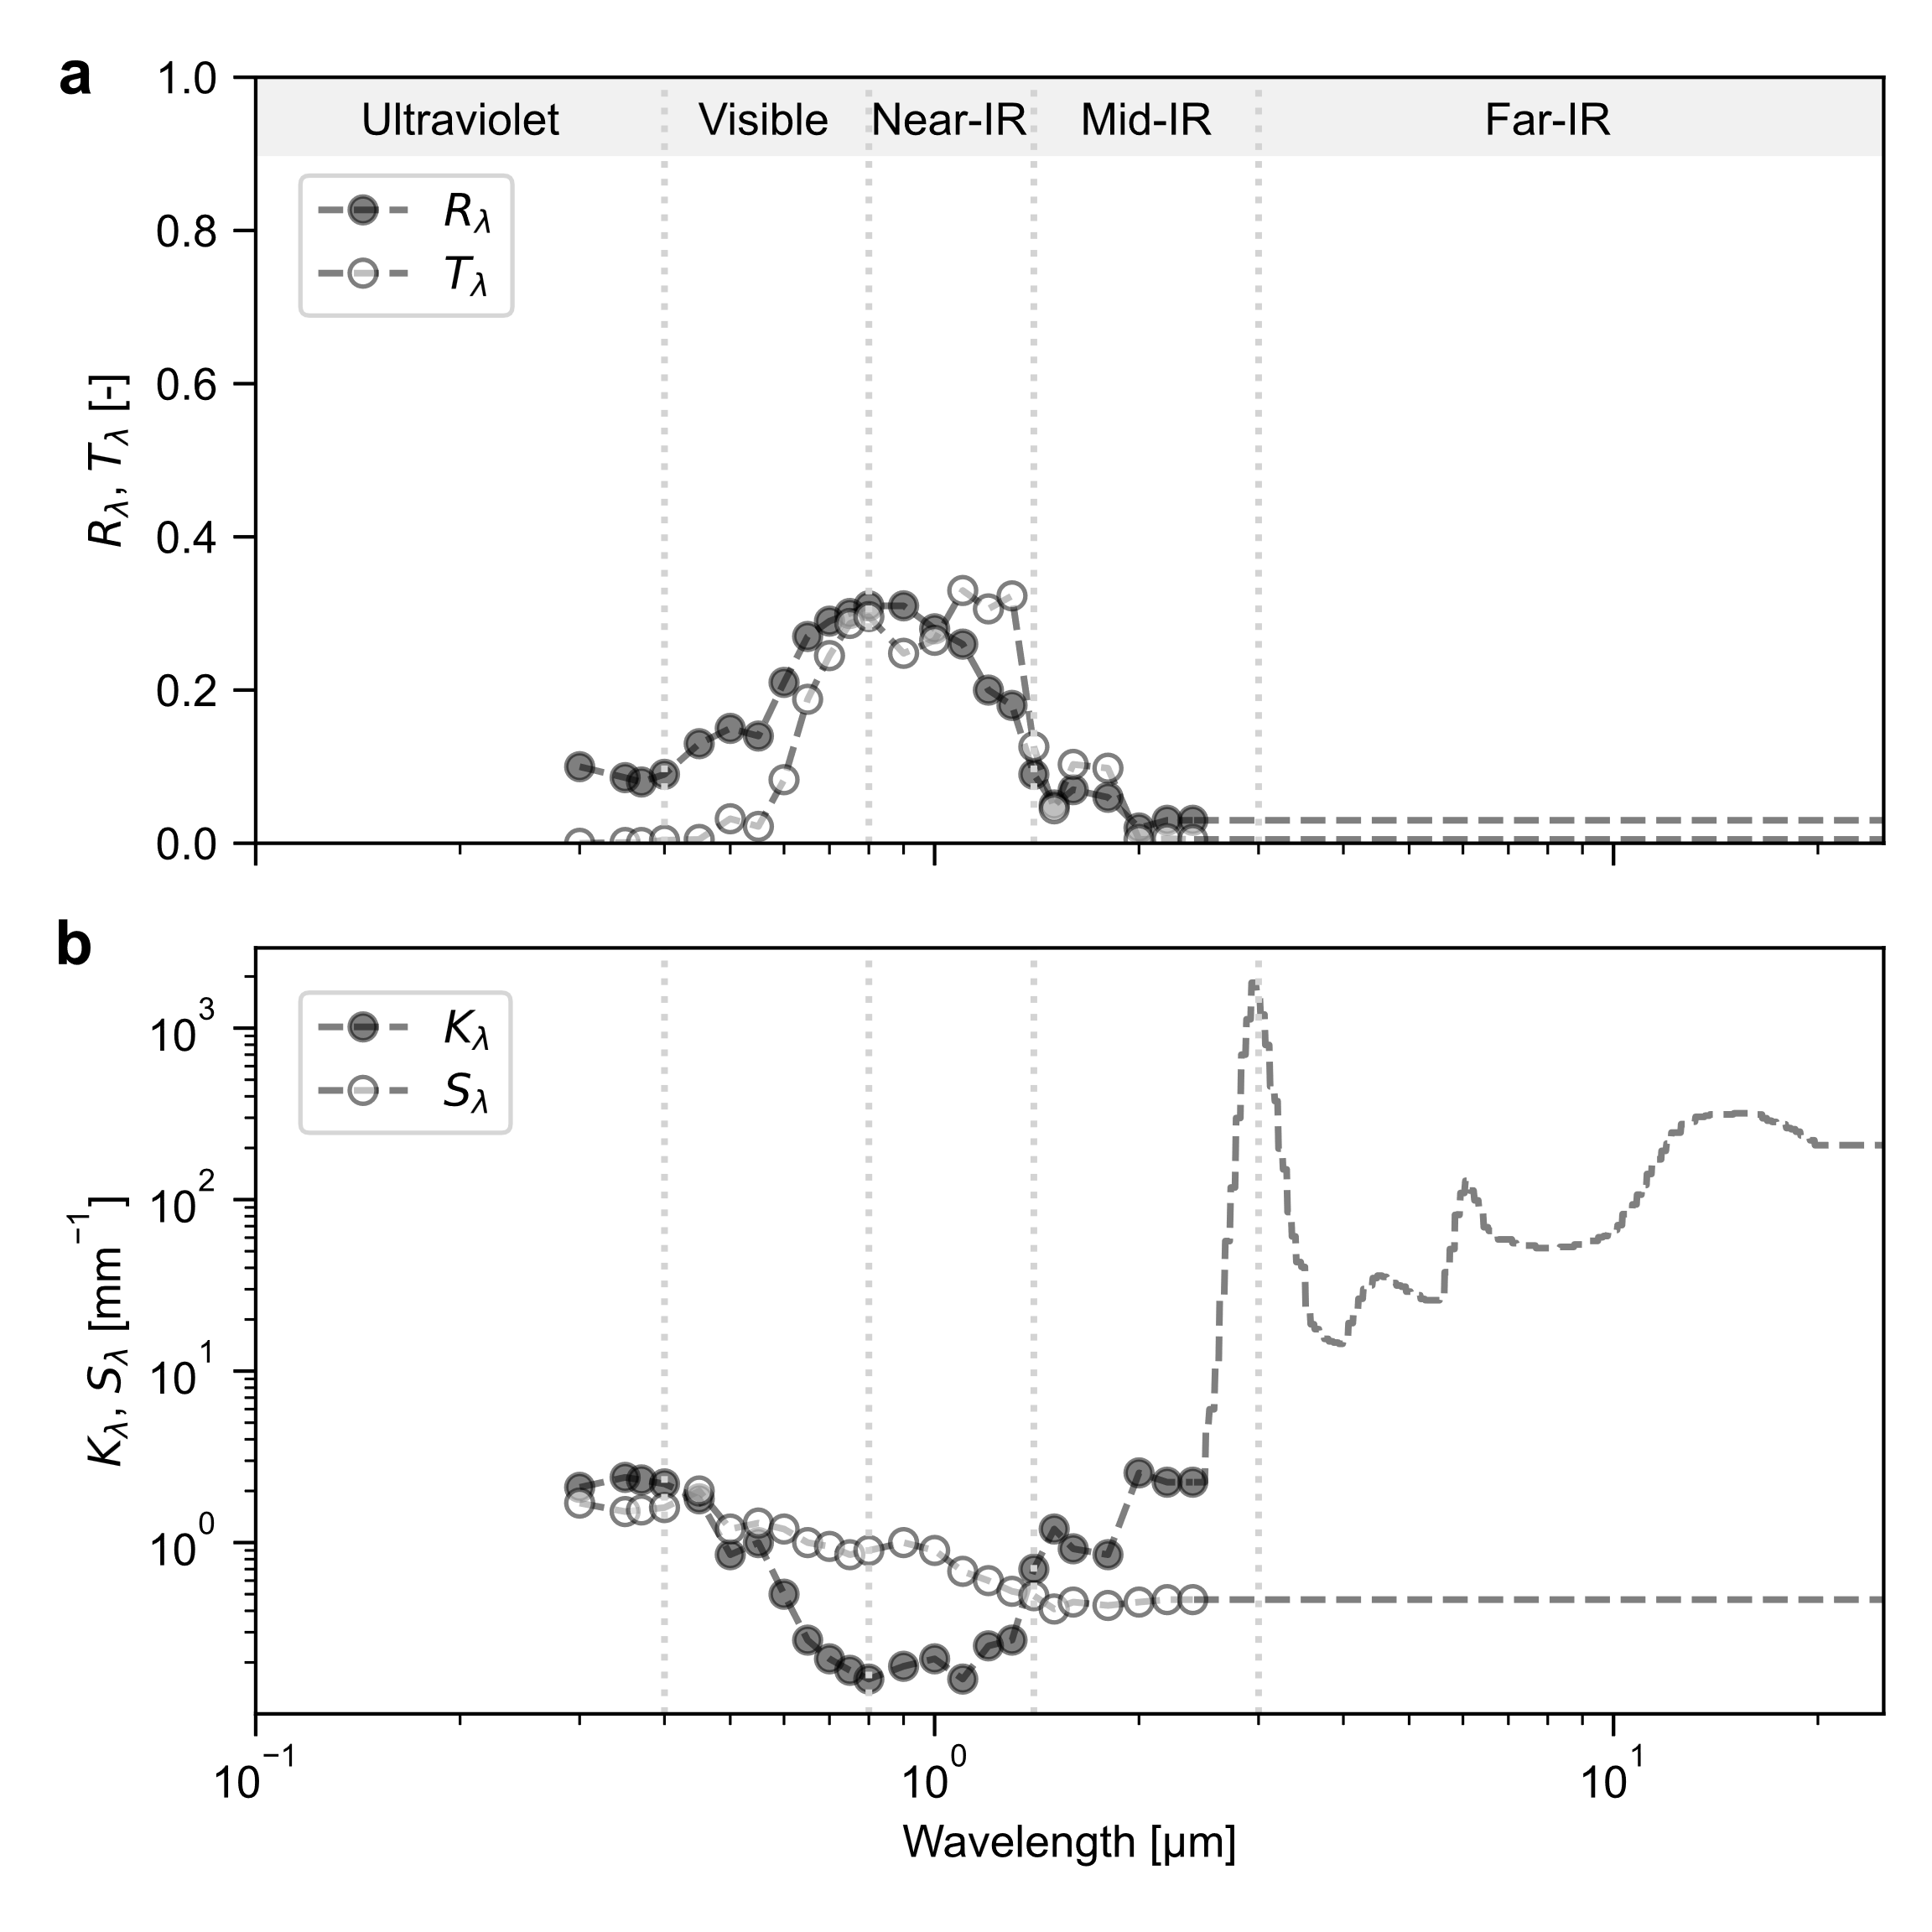 a
1.0
Ultraviolet Visible Near-IR Mid-IR Far-IR
Rλ
Tλ
0.8
0.6
0.4
0.2
0.0
Rλ, Tλ [-]
b
Kλ
Sλ
10³
10²
10¹
10⁰
Kλ, Sλ [mm⁻¹]
10⁻¹ 10⁰ 10¹
Wavelength [µm]